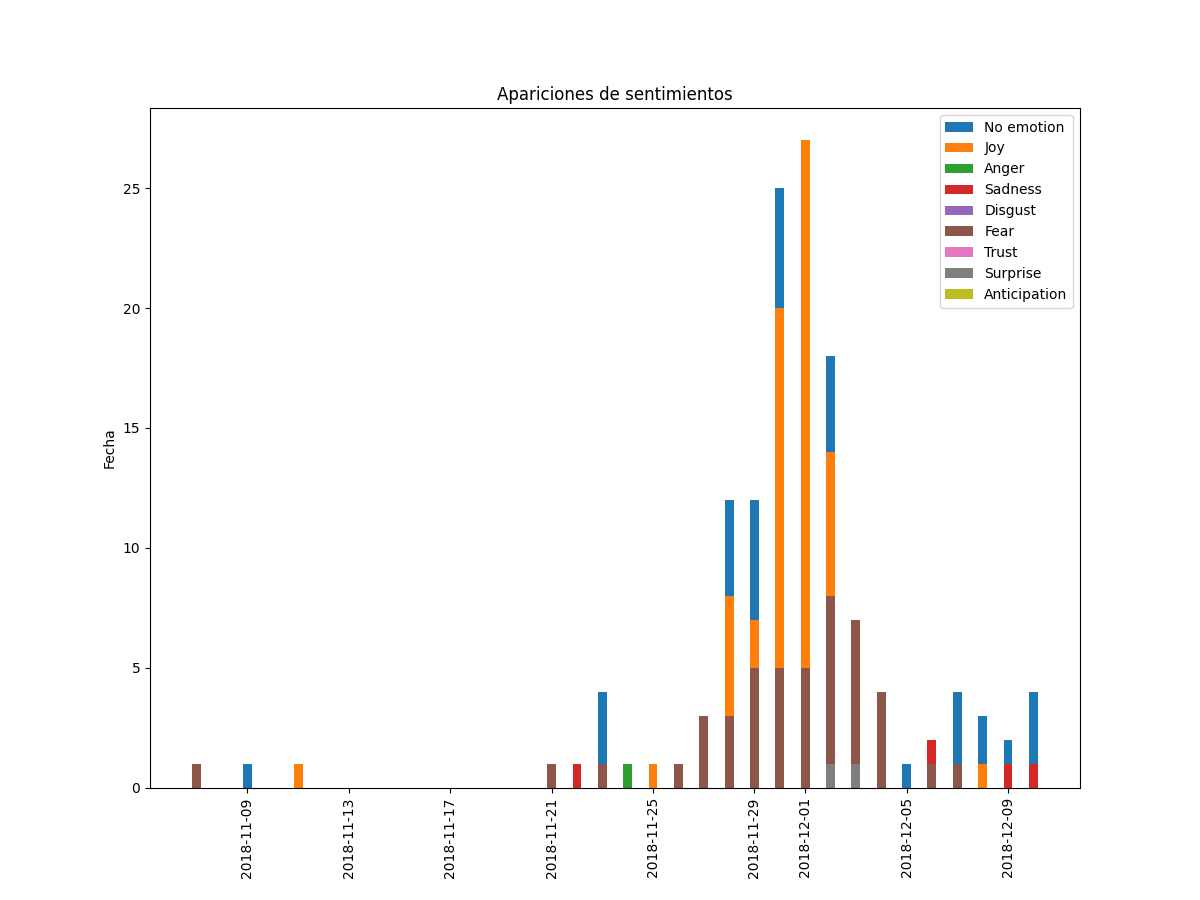 Apariciones de sentimientos
No emotion
Joy
Anger
Sadness
Disgust
Fear
Trust
Surprise
Anticipation
Fecha
25
20
15
10
5
0
2018-11-09
2018-11-13
2018-11-17
2018-11-21
2018-11-25
2018-11-29
2018-12-01
2018-12-05
2018-12-09